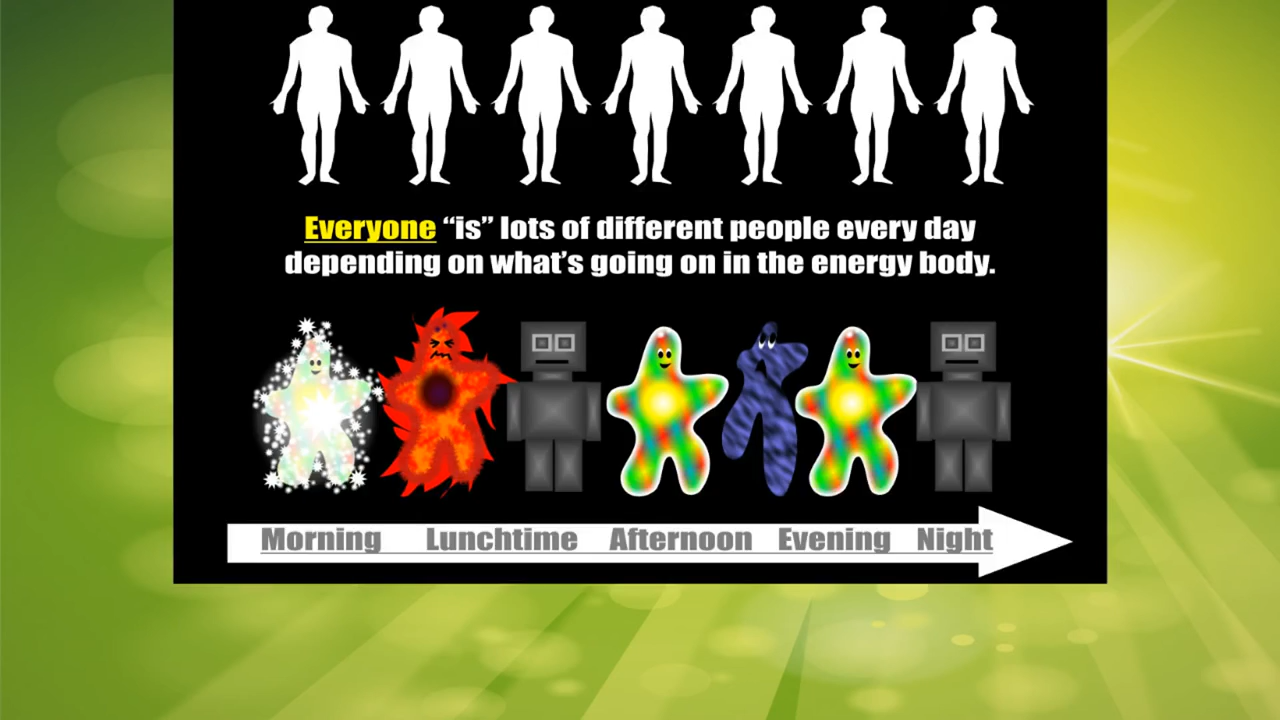 Everyone “is” lots of different people every day
depending on what’s going on in the energy body.
Morning Lunchtime Afternoon Evening Night